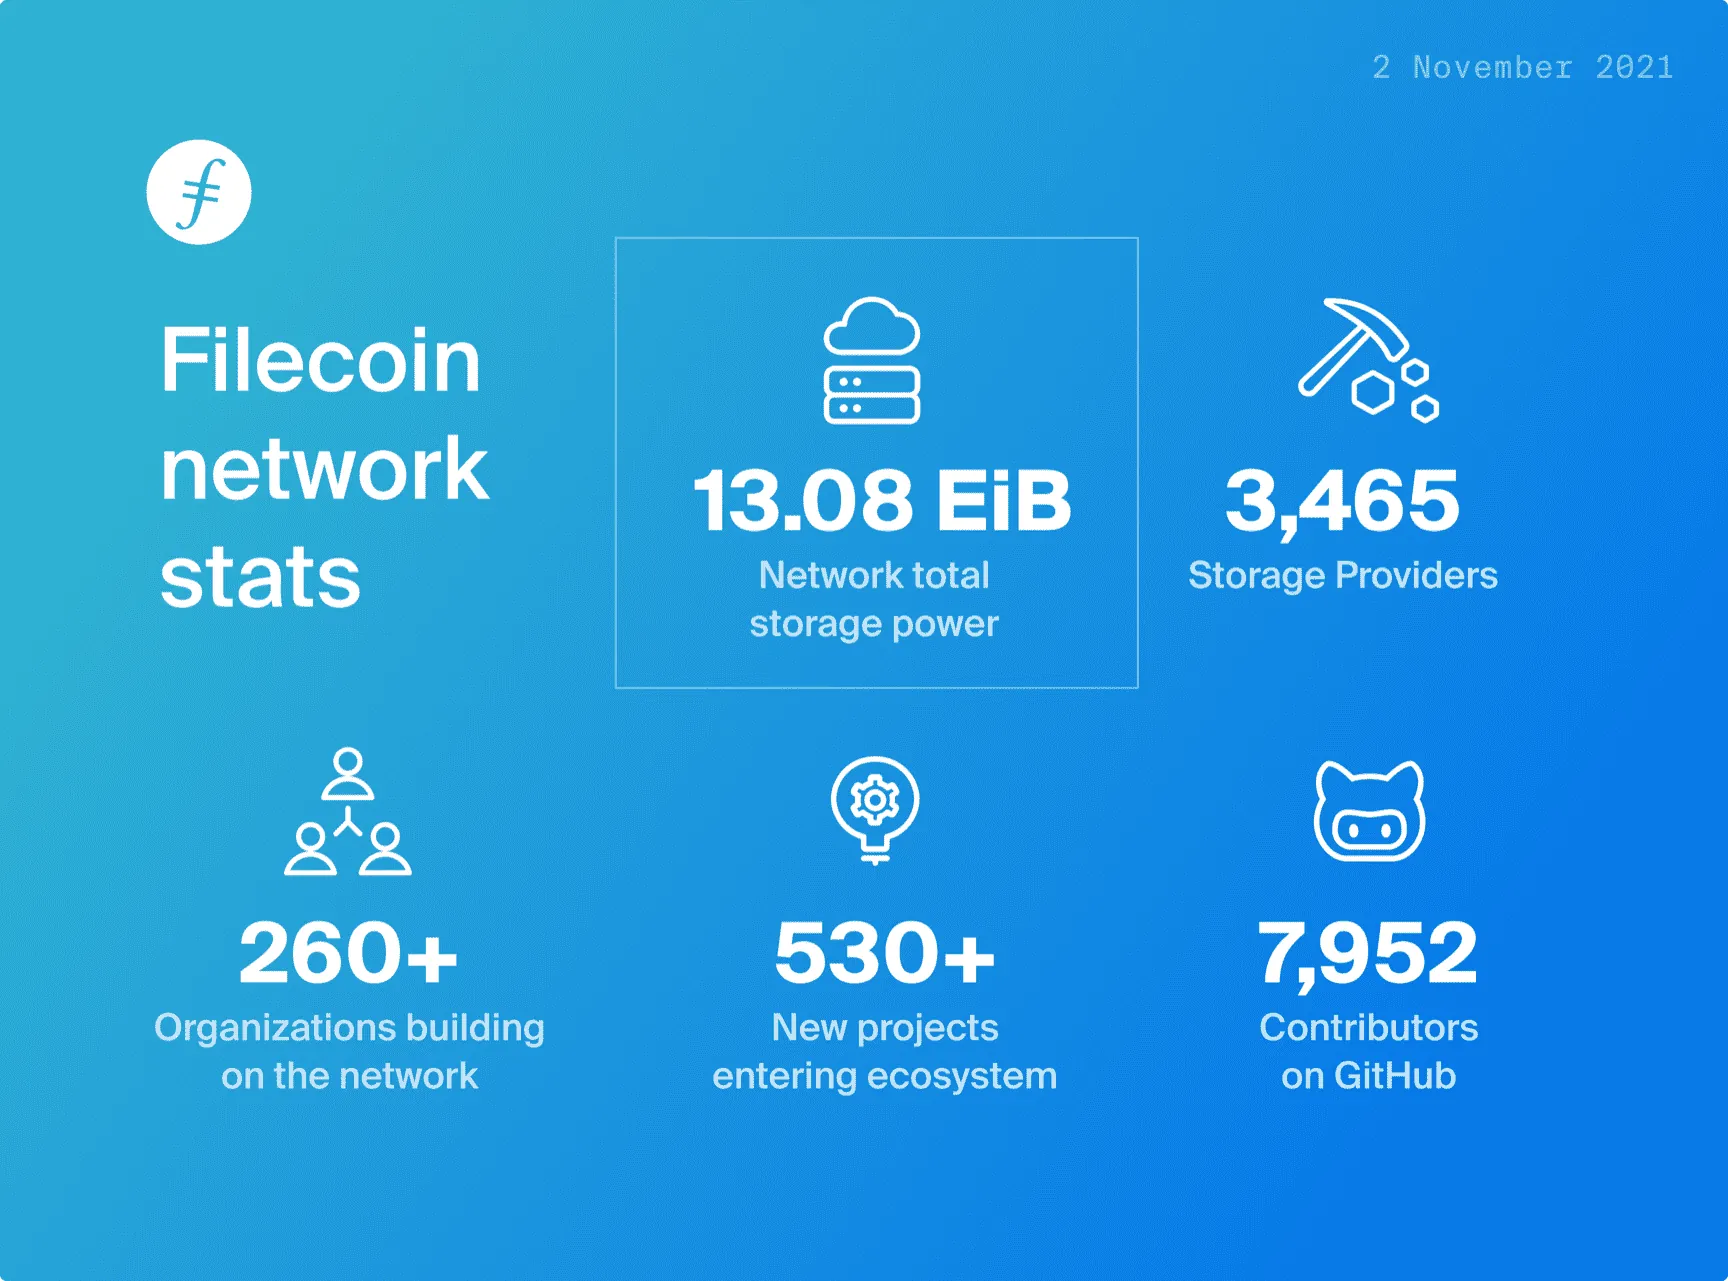 2 November 2021
Filecoin
network
stats
13.08 EiB
Network total
storage power
3,465
Storage Providers
260+
Organizations building
on the network
530+
New projects
entering ecosystem
7,952
Contributors
on GitHub